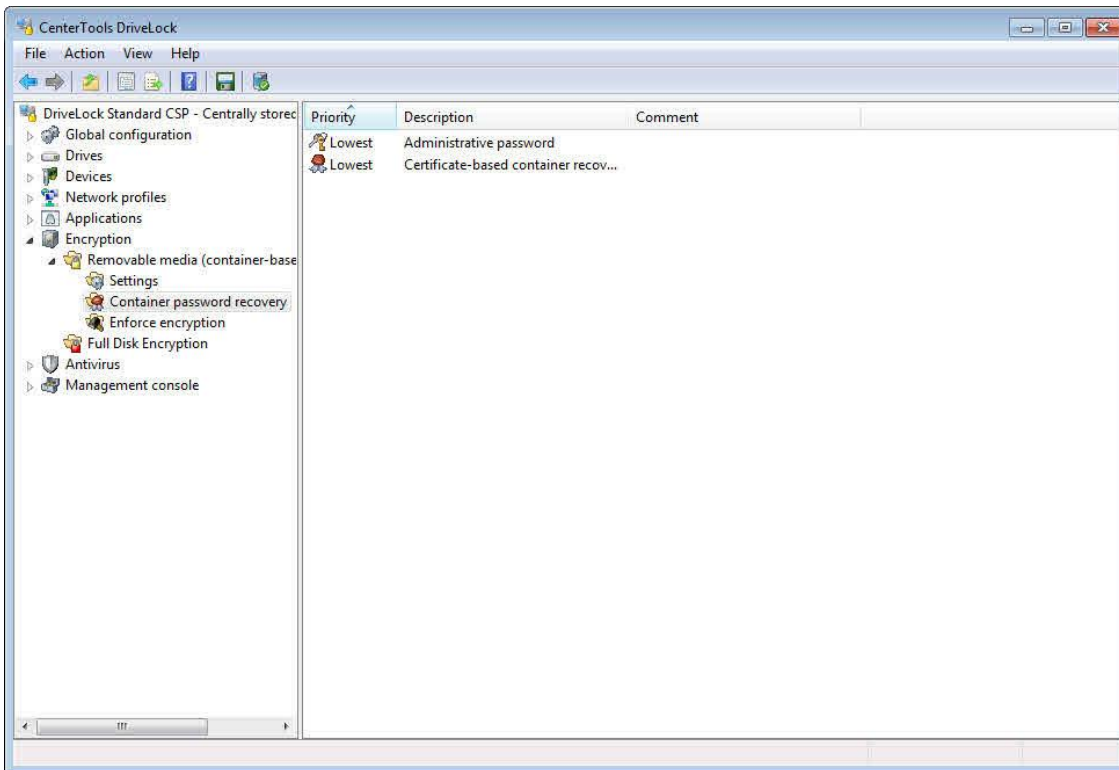 CenterTools DriveLock
File Action View Help
DriveLock Standard CSP - Centrally stored
Global configuration
Drives
Devices
Network profiles
Applications
Encryption
Removable media (container-base
Settings
Container password recovery
Enforce encryption
Full Disk Encryption
Antivirus
Management console
Priority Description Comment
Lowest Administrative password
Lowest Certificate-based container recov...